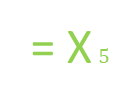 = X₅